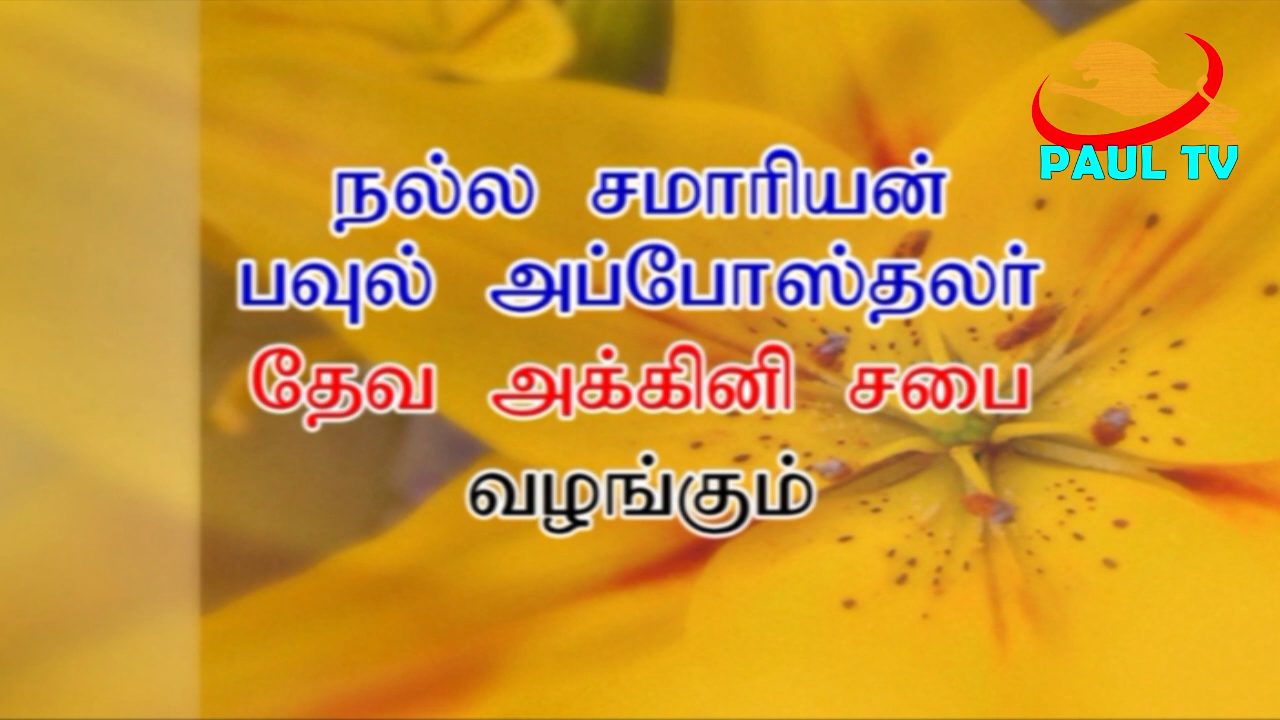 PAUL TV
நல்ல சமாரியன்
பவுல் அப்போஸ்தலர்
தேவ அக்கினி சபை
வழங்கும்